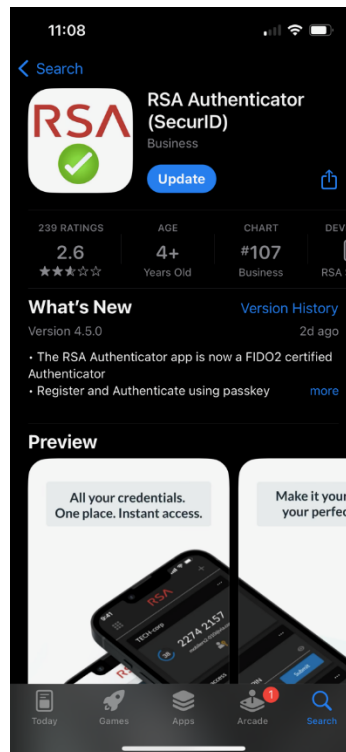 11:08
Search
RSA
RSA Authenticator
(SecurID)
Business
Update
239 RATINGS
2.6
AGE
4+
Years Old
CHART
#107
Business
DEV
RSA
What's New
Version History
Version 4.5.0
2d ago
• The RSA Authenticator app is now a FIDO2 certified
Authenticator
• Register and Authenticate using passkey
more
Preview
All your credentials.
One place. Instant access.
Make it your
your perfec
9:41
RSA
TECH-corp
2274 2157
Submit
1
Today
Games
Apps
Arcade
Search